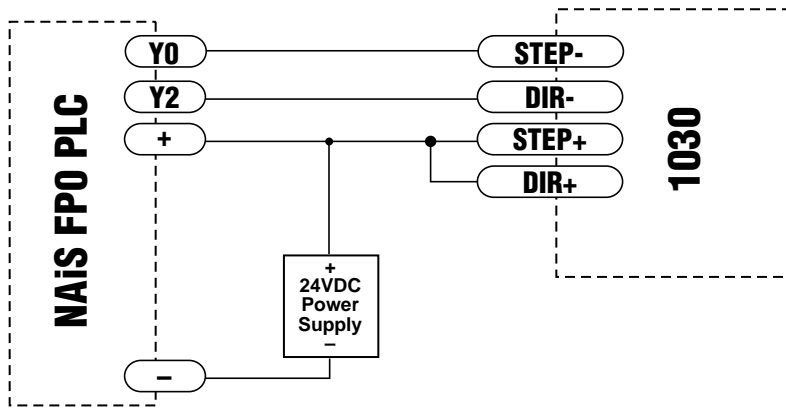 NAiS FP0 PLC
Y0
Y2
+
–
+
24VDC
Power
Supply
–
STEP-
DIR-
STEP+
DIR+
1030